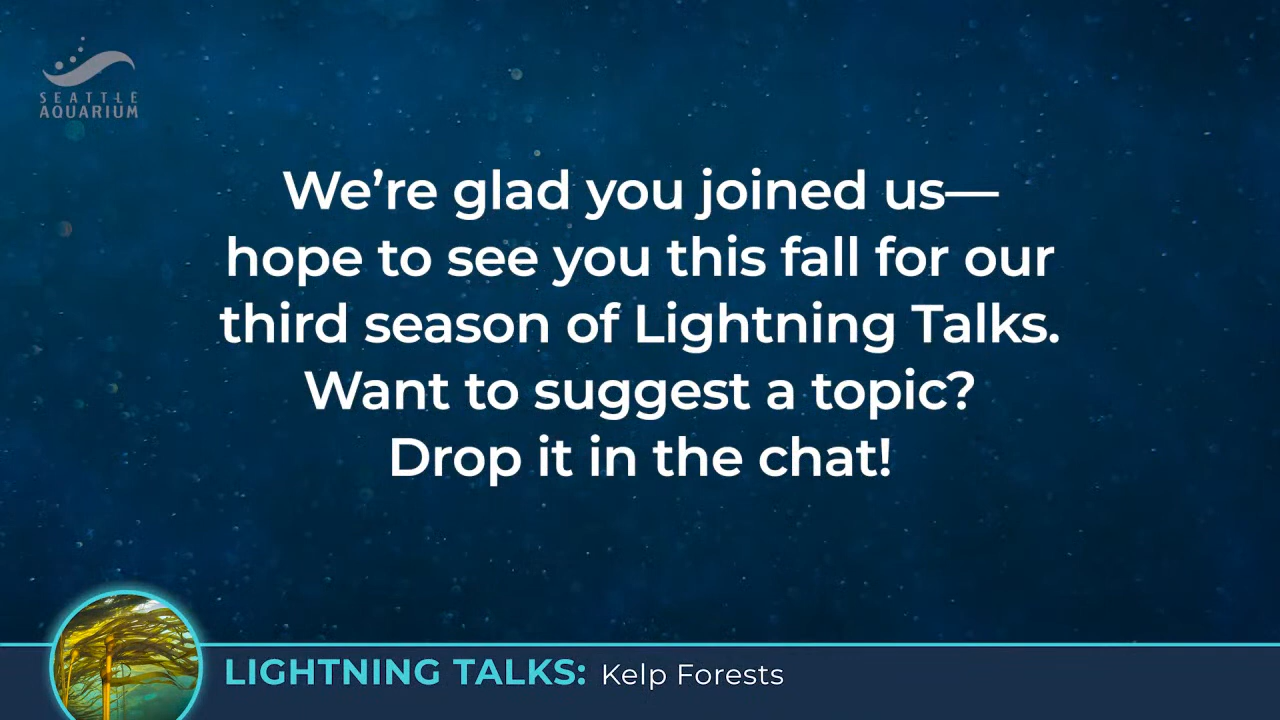 SEATTLE
AQUARIUM
We’re glad you joined us—
hope to see you this fall for our
third season of Lightning Talks.
Want to suggest a topic?
Drop it in the chat!
LIGHTNING TALKS: Kelp Forests